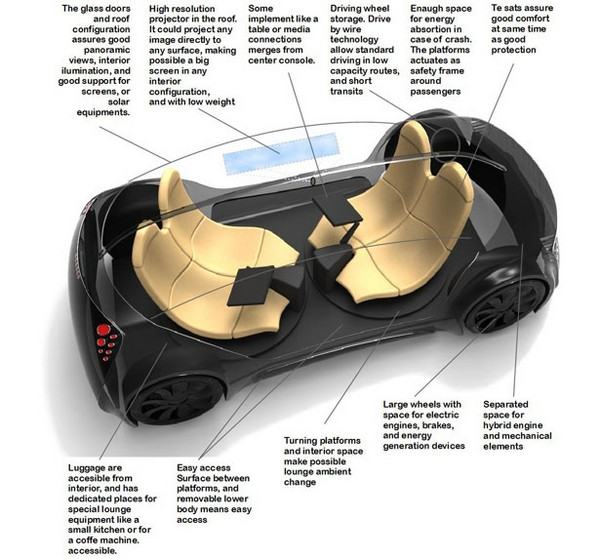 The glass doors
and roof
configuration
assures good
panoramic
views, interior
ilumination, and
good support for
screens, or
solar
equipments.
High resolution
projector in the roof.
It could project any
image directly to
any surface, making
possible a big
screen in any
interior
configuration,
and with low weight
Some
implement like a
table or media
connections
merges from
center console.
Driving wheel
storage. Drive
by wire
technology
allow standard
driving in low
capacity routes,
and short
transits
Enaugh space
for energy
absortion in
case of crash.
The platforms
actuates as
safety frame
around
passengers
Te sats assure
good comfort
at same time
as good
protection
Luggage are
accesible from
interior, and has
dedicated places for
special lounge
equipment like a
small kitchen or for
a coffe machine.
accessible.
Easy access
Surface between
platforms, and
removable lower
body means easy
access
Turning platforms
and interior space
make possible
lounge ambient
change
Large wheels with
space for electric
engines, brakes,
and energy
generation devices
Separated
space for
hybrid engine
and mechanical
elements